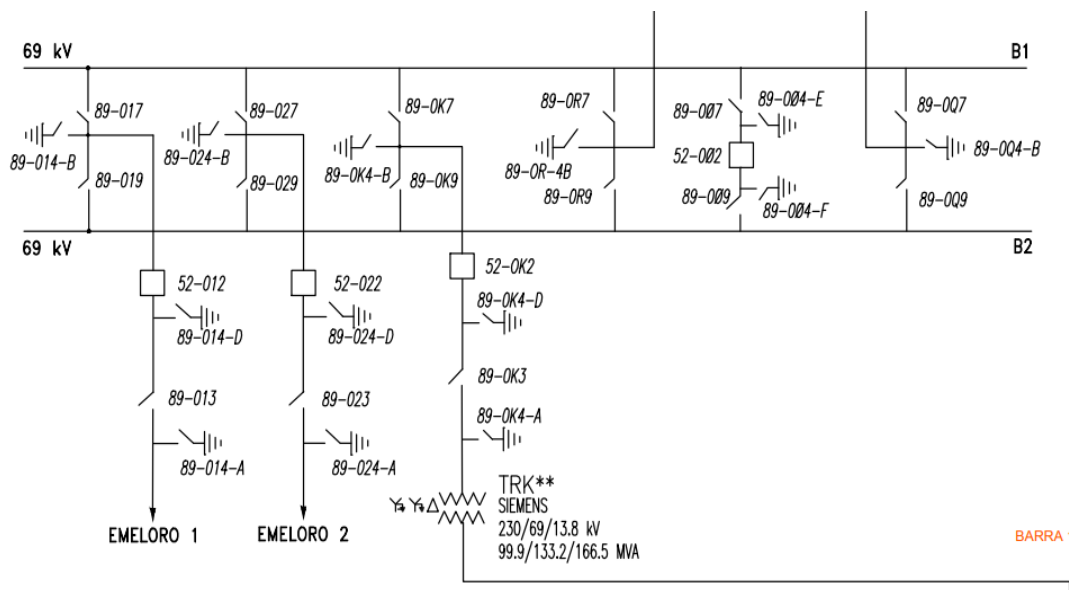 69 kV
B1
89-017
89-027
89-0K7
89-0R7
89-007
89-004-E
89-0Q7
89-014-B
89-024-B
89-0K4-B
89-0R-4B
52-002
89-0Q4-B
89-019
89-029
89-0K9
89-0R9
89-009
89-004-F
89-0Q9
69 kV
B2
52-012
52-022
52-0K2
89-014-D
89-024-D
89-0K4-D
89-013
89-023
89-0K3
89-014-A
89-024-A
89-0K4-A
EMELORO 1
EMELORO 2
TRK**
SIEMENS
230/69/13.8 kV
99.9/133.2/166.5 MVA
BARRA